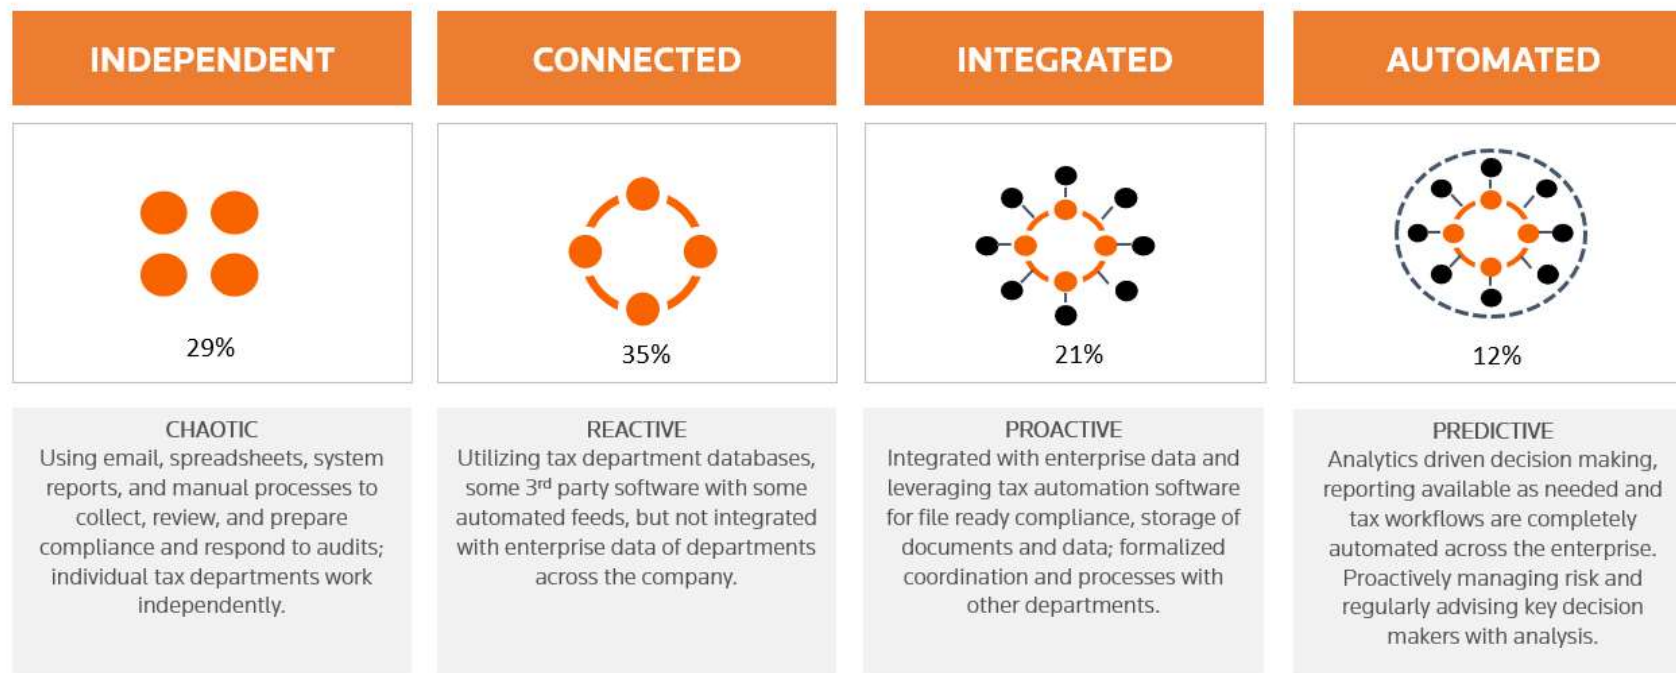 INDEPENDENT
CONNECTED
INTEGRATED
AUTOMATED
29%
35%
21%
12%
CHAOTIC
Using email, spreadsheets, system
reports, and manual processes to
collect, review, and prepare
compliance and respond to audits;
individual tax departments work
independently.
REACTIVE
Utilizing tax department databases,
some 3rd party software with some
automated feeds, but not integrated
with enterprise data of departments
across the company.
PROACTIVE
Integrated with enterprise data and
leveraging tax automation software
for file ready compliance, storage of
documents and data; formalized
coordination and processes with
other departments.
PREDICTIVE
Analytics driven decision making,
reporting available as needed and
tax workflows are completely
automated across the enterprise.
Proactively managing risk and
regularly advising key decision
makers with analysis.